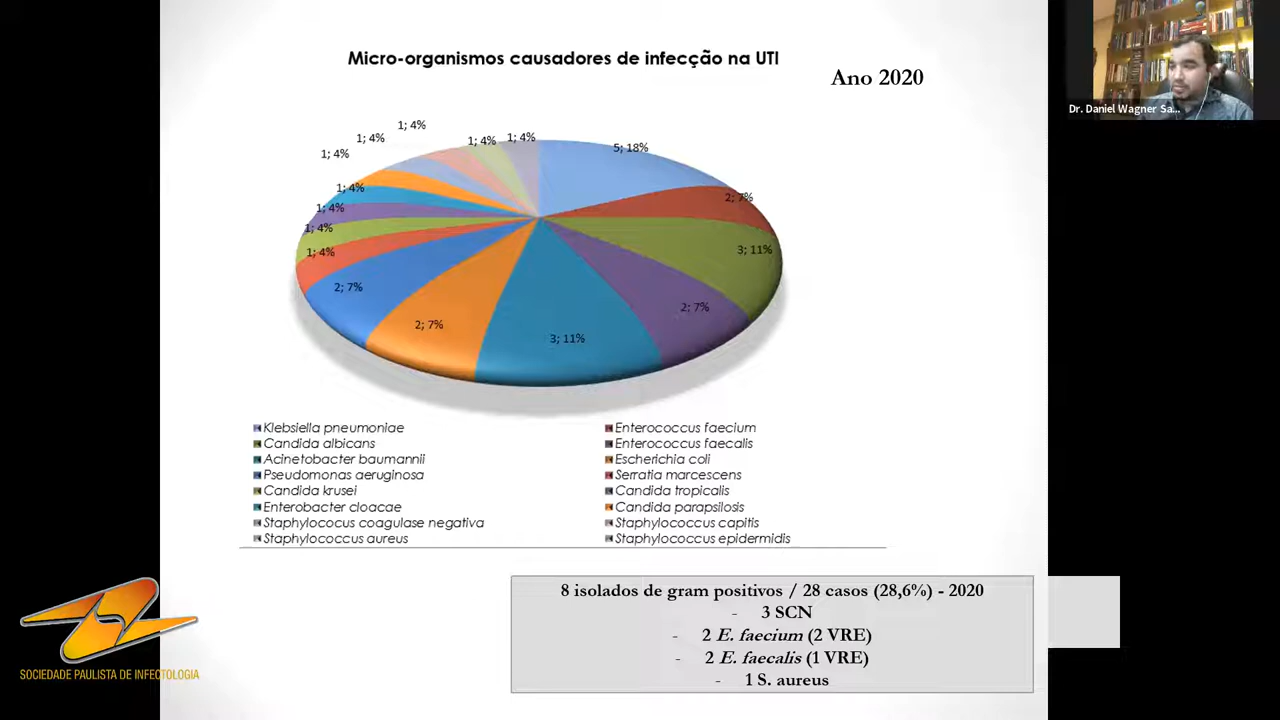 Micro-organismos causadores de infecção na UTI
Ano 2020
Dr. Daniel Wagner Sa...
1; 4%
1; 4%
1; 4%
1; 4%
1; 4%
5; 18%
1; 4%
1; 4%
2; 7%
1; 4%
1; 4%
3; 11%
2; 7%
2; 7%
2; 7%
3; 11%
Klebsiella pneumoniae
Enterococcus faecium
Candida albicans
Enterococcus faecalis
Acinetobacter baumannii
Escherichia coli
Pseudomonas aeruginosa
Serratia marcescens
Candida krusei
Candida tropicalis
Enterobacter cloacae
Candida parapsilosis
Staphylococus coagulase negativa
Staphylococcus capitis
Staphylococcus aureus
Staphylococcus epidermidis
8 isolados de gram positivos / 28 casos (28,6%) - 2020
- 3 SCN
- 2 E. faecium (2 VRE)
- 2 E. faecalis (1 VRE)
- 1 S. aureus
SOCIEDADE PAULISTA DE INFECTOLOGIA